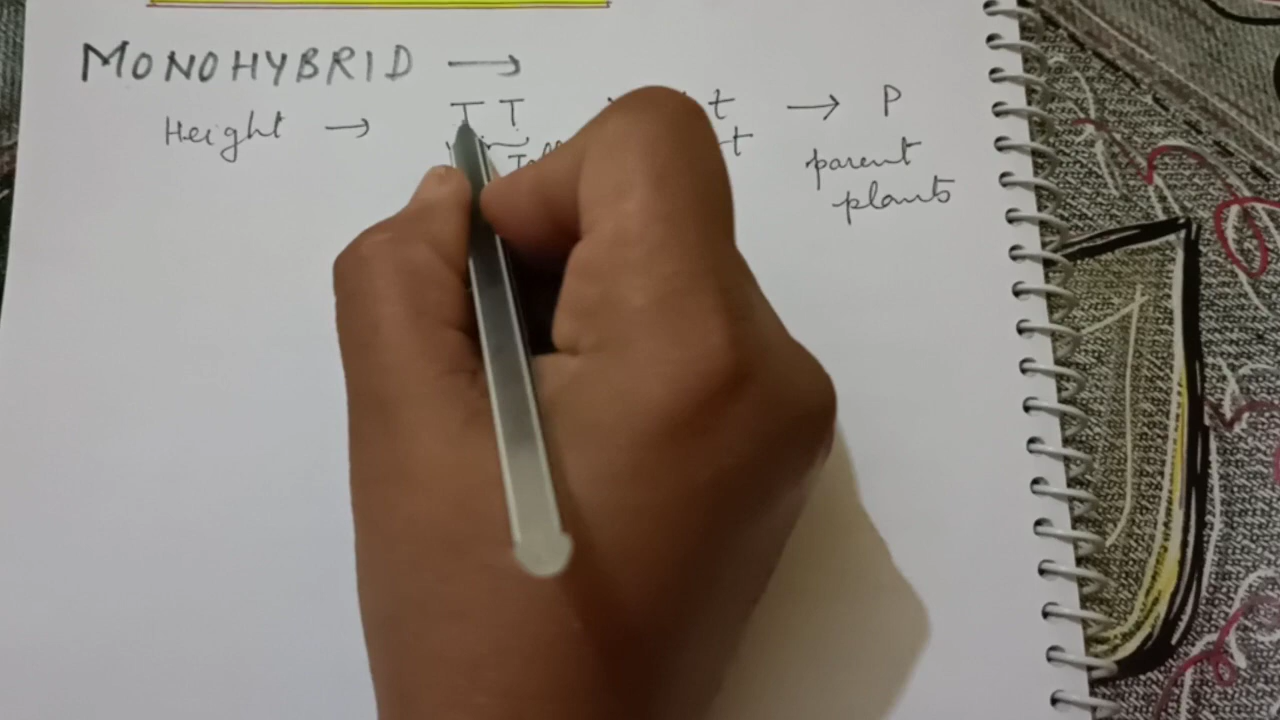 MONOHYBRID →
Height → T T t → P
parent
plants